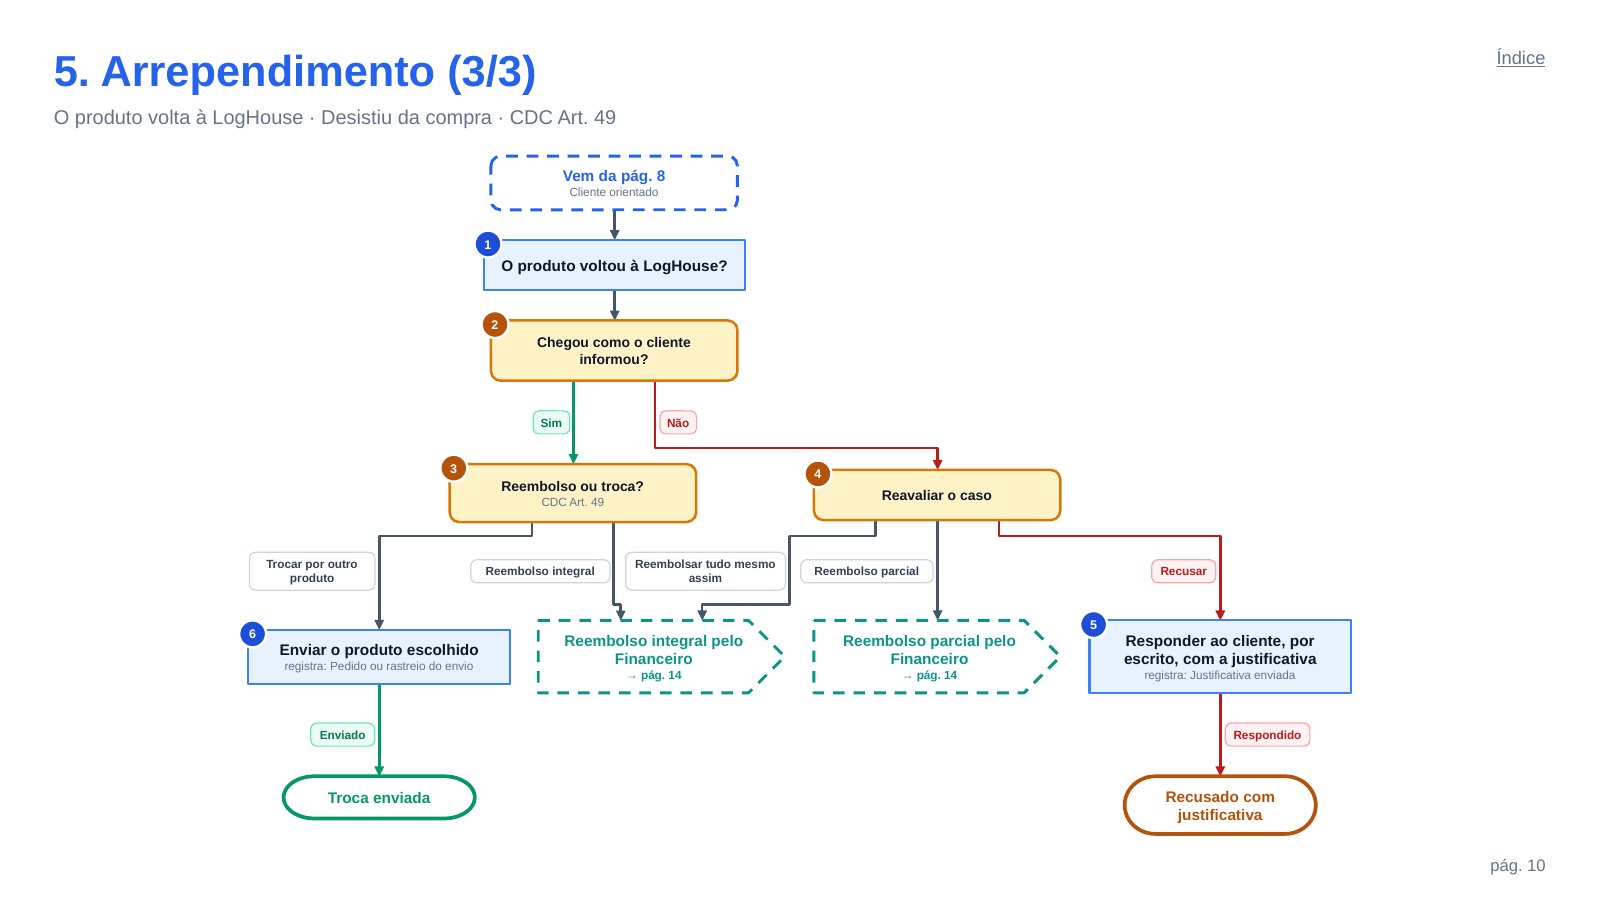 5. Arrependimento (3/3)
Índice
O produto volta à LogHouse · Desistiu da compra · CDC Art. 49
Vem da pág. 8
Cliente orientado
1
O produto voltou à LogHouse?
2
Chegou como o cliente
informou?
Sim
Não
3
Reembolso ou troca?
CDC Art. 49
4
Reavaliar o caso
Trocar por outro
produto
Reembolso integral
Reembolsar tudo mesmo
assim
Reembolso parcial
Recusar
6
Enviar o produto escolhido
registra: Pedido ou rastreio do envio
Reembolso integral pelo
Financeiro
→ pág. 14
Reembolso parcial pelo
Financeiro
→ pág. 14
5
Responder ao cliente, por
escrito, com a justificativa
registra: Justificativa enviada
Enviado
Respondido
Troca enviada
Recusado com
justificativa
pág. 10